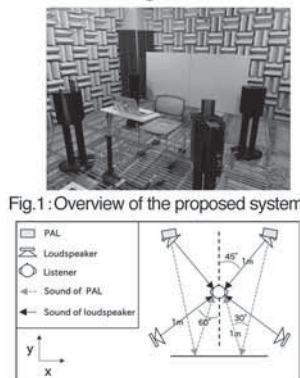 Fig.1:Overview of the proposed system
PAL
Loudspeaker
Listener
Sound of PAL
Sound of loudspeaker
y
x
45°
1m
1m
60°
30°
1m